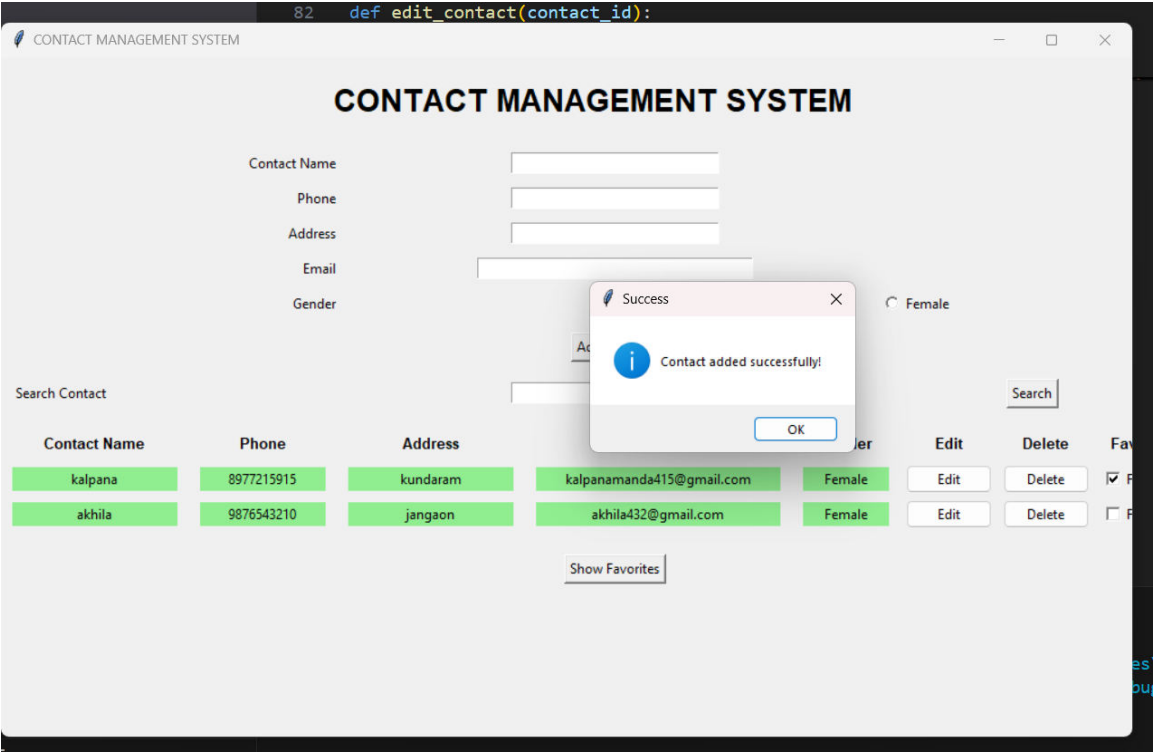 82 def edit_contact(contact_id):
CONTACT MANAGEMENT SYSTEM
CONTACT MANAGEMENT SYSTEM
Contact Name
Phone
Address
Email
Gender Female
Success
Contact added successfully!
OK
Search Contact Search
Contact Name Phone Address Edit Delete
kalpana 8977215915 kundaram kalpanamanda415@gmail.com Female Edit Delete
akhila 9876543210 jangaon akhila432@gmail.com Female Edit Delete
Show Favorites